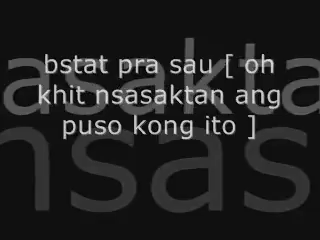 bstat pra sau [ oh
khit nsasaktan ang
puso kong ito ]